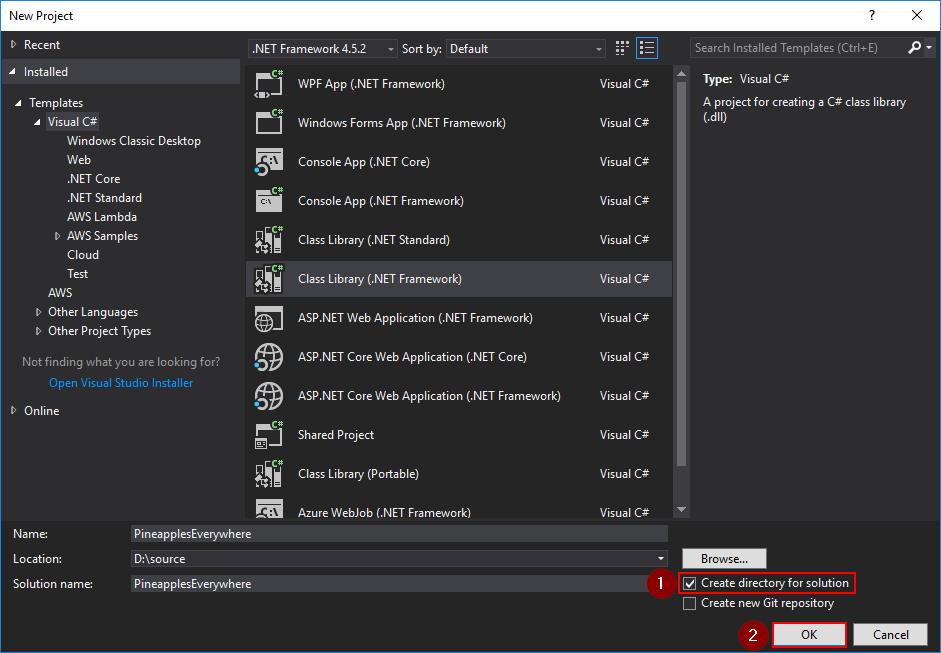 New Project
?
Recent
.NET Framework 4.5.2
Sort by:
Default
Search Installed Templates (Ctrl+E)
Installed
Templates
Visual C#
Windows Classic Desktop
Web
.NET Core
.NET Standard
AWS Lambda
AWS Samples
Cloud
Test
AWS
Other Languages
Other Project Types
Not finding what you are looking for?
Open Visual Studio Installer
Online
C# WPF App (.NET Framework) Visual C#
C# Windows Forms App (.NET Framework) Visual C#
C:\ Console App (.NET Core) Visual C#
C# C:\ Console App (.NET Framework) Visual C#
C# Class Library (.NET Standard) Visual C#
C# Class Library (.NET Framework) Visual C#
C# ASP.NET Web Application (.NET Framework) Visual C#
ASP.NET Core Web Application (.NET Core) Visual C#
ASP.NET Core Web Application (.NET Framework) Visual C#
C# Shared Project Visual C#
C# Class Library (Portable) Visual C#
C# Azure WebJob (.NET Framework) Visual C#
Type: Visual C#
A project for creating a C# class library
(.dll)
Name: PineapplesEverywhere
Location: D:\source Browse...
Solution name: PineapplesEverywhere
1 Create directory for solution
Create new Git repository
2 OK Cancel